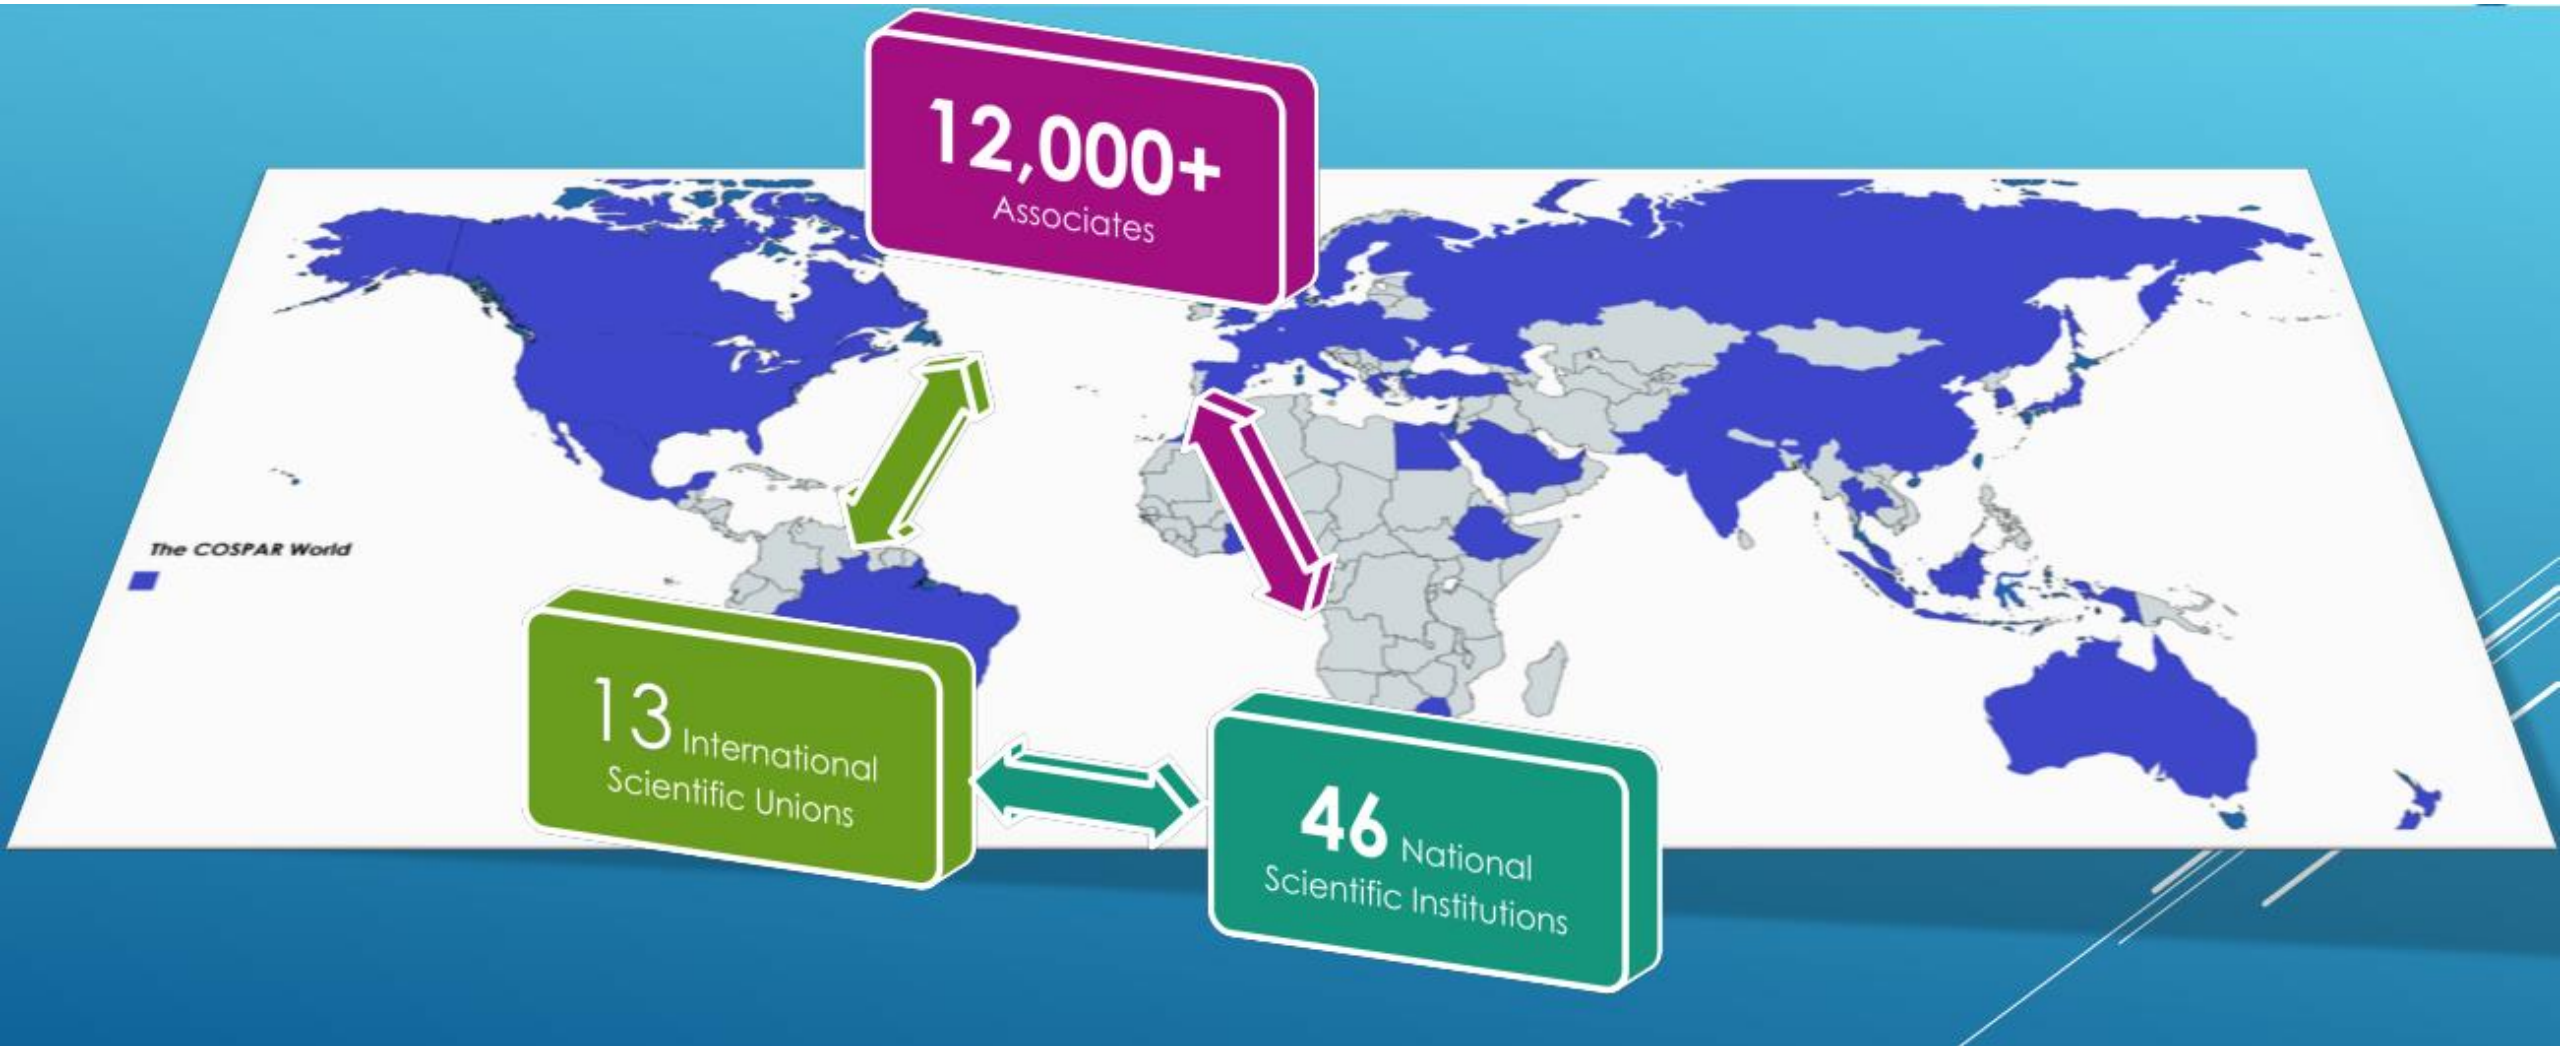 12,000+
Associates
The COSPAR World
13 International
Scientific Unions
46 National
Scientific Institutions